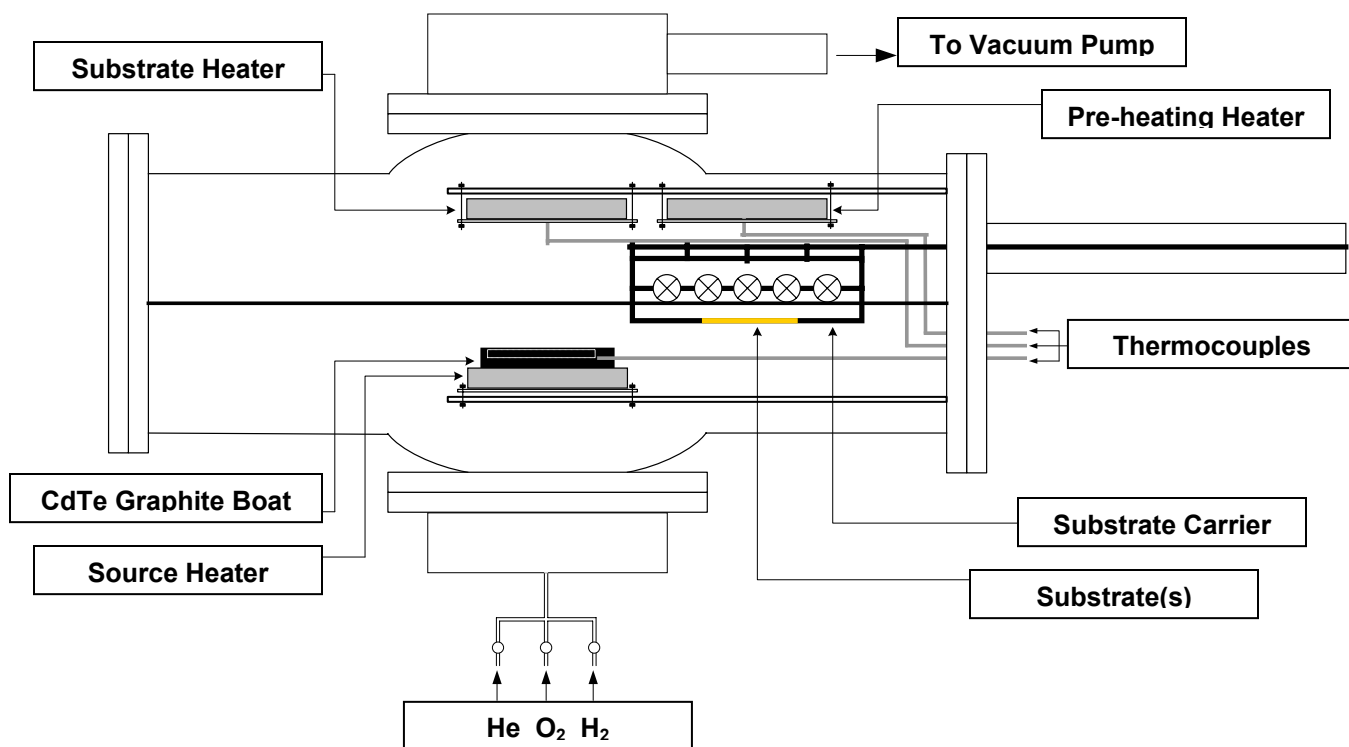 To Vacuum Pump
Substrate Heater
Pre-heating Heater
Thermocouples
CdTe Graphite Boat
Substrate Carrier
Source Heater
Substrate(s)
He O₂ H₂